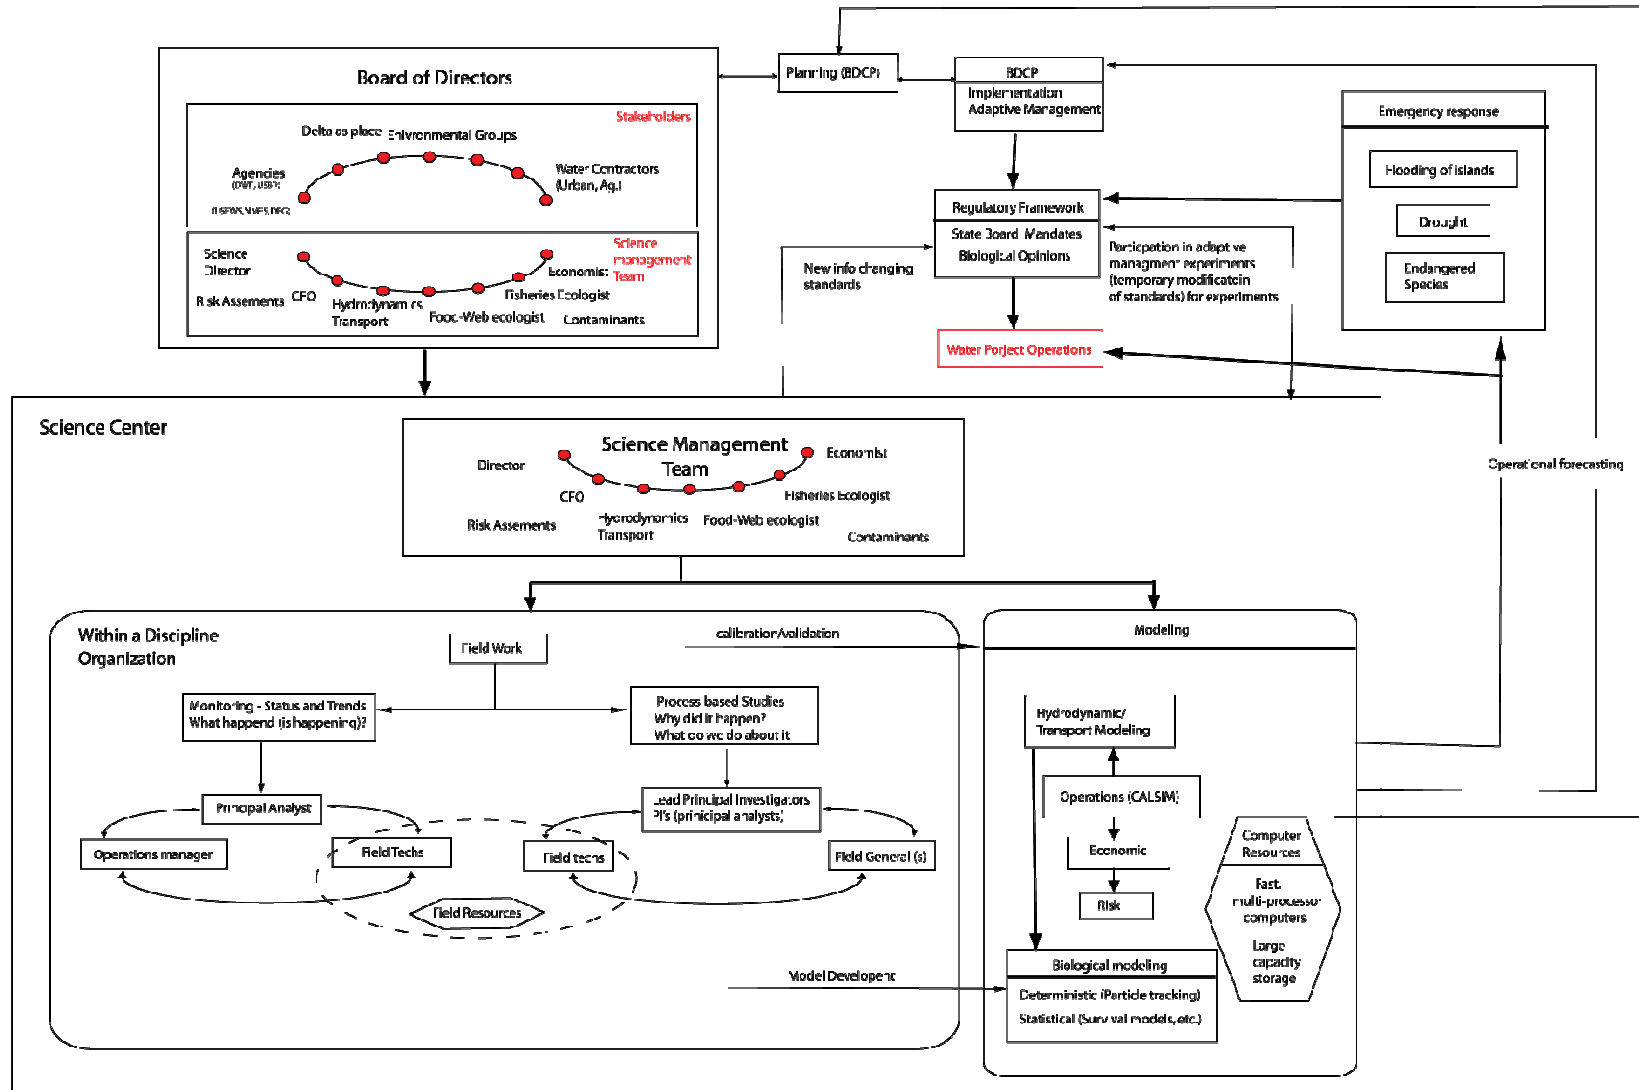 Board of Directors
Stakeholders
Delta as place
Enivronmental Groups
Agencies
Water Contractors
(Urban, Ag.)
Science
Director
Science
management
Team
Economist
Risk Assements
CFO
Hydrodynamics
Transport
Fisheries Ecologist
Food-Web ecologist
Contaminants
Planning (BDCP)
BDCP
Implementation
Adaptive Management
Emergency response
Flooding of islands
Drought
Endangered
Species
Regulatory Framework
State Board Mandates
Biological Opinions
New info changing
standards
Particpation in adaptive
managment experiments
(temporary modificatcin
of standards) for experiments
Water Porject Operations
Operational forecasting
Science Center
Science Management
Team
Director
Economist
CFO
Fisheries Ecologist
Risk Assements
Hydrodynamics
Transport
Food-Web ecologist
Contaminants
Within a Discipline
Organization
Field Work
calibration/validation
Monitoring - Status and Trends
What happend (is happening)?
Process based Studies
Why did it happen?
What do we do about it
Principal Analyst
Lead Principal Investigators
PI's (prinicipal analysts)
Operations manager
Field Techs
Field techs
Field General (s)
Field Resources
Modeling
Hydrodynamic/
Transport Modeling
Operations (CALSIM)
Economic
Risk
Computer
Resources
Fast,
multi-processor
computers
Large
capacity
storage
Model Developent
Biological modeling
Deterministic (Particle tracking)
Statistical (Survival models, etc.)